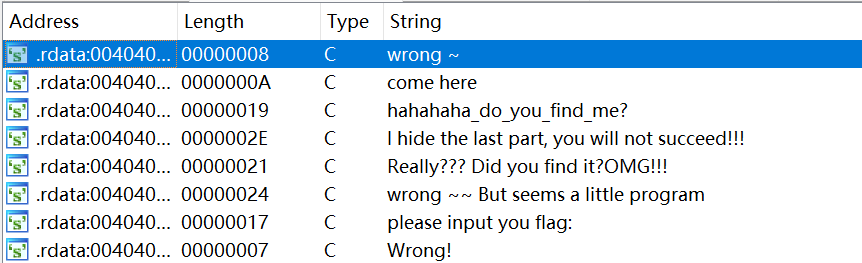 Address Length Type String
.rdata:004040... 00000008 C wrong ~
.rdata:004040... 0000000A C come here
.rdata:004040... 00000019 C hahahaha_do_you_find_me?
.rdata:004040... 0000002E C I hide the last part, you will not succeed!!!
.rdata:004040... 00000021 C Really??? Did you find it?OMG!!!
.rdata:004040... 00000024 C wrong ~~ But seems a little program
.rdata:004040... 00000017 C please input you flag:
.rdata:004040... 00000007 C Wrong!